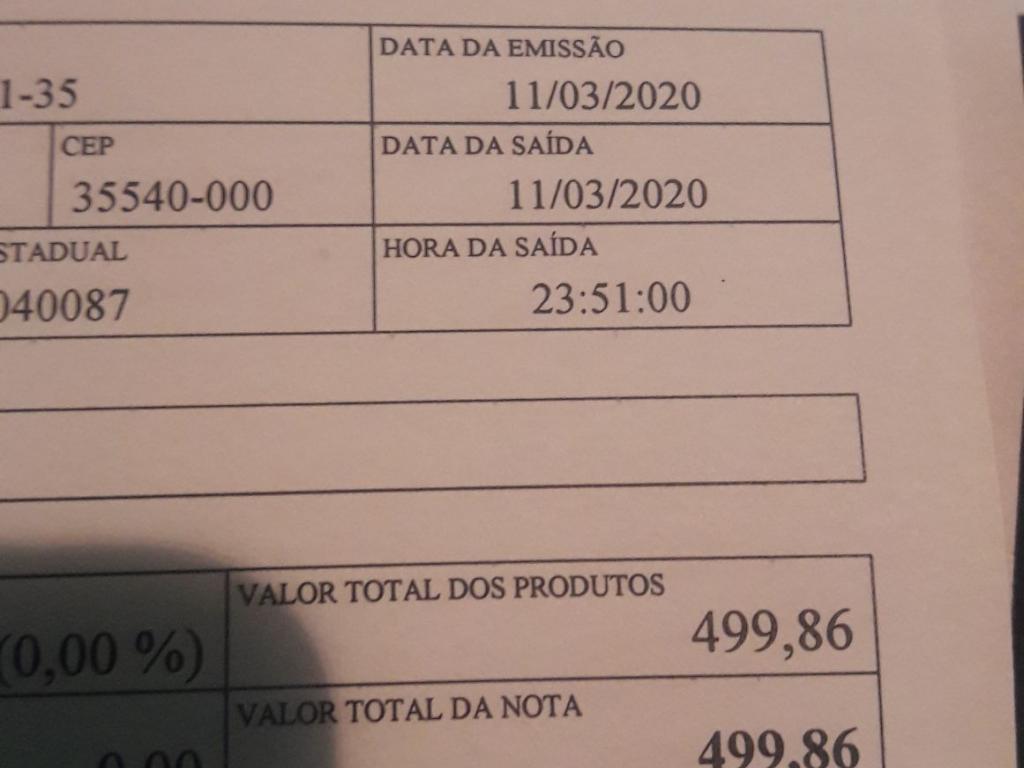 DATA DA EMISSÃO
1-35
11/03/2020
CEP
DATA DA SAÍDA
35540-000
11/03/2020
STADUAL
HORA DA SAÍDA
040087
23:51:00
VALOR TOTAL DOS PRODUTOS
(0,00 %)
499,86
VALOR TOTAL DA NOTA
0,00
499,86